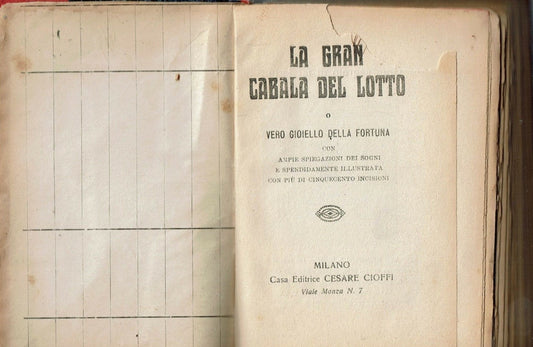 LA GRAN
CABALA DEL LOTTO
O
VERO GIOIELLO DELLA FORTUNA
CON
AMPIE SPIEGAZIONI DEI SOGNI
E SPENDIDAMENTE ILLUSTRATA
CON PIÙ DI CINQUECENTO INCISIONI
MILANO
Casa Editrice CESARE CIOFFI
Viale Monza N. 7